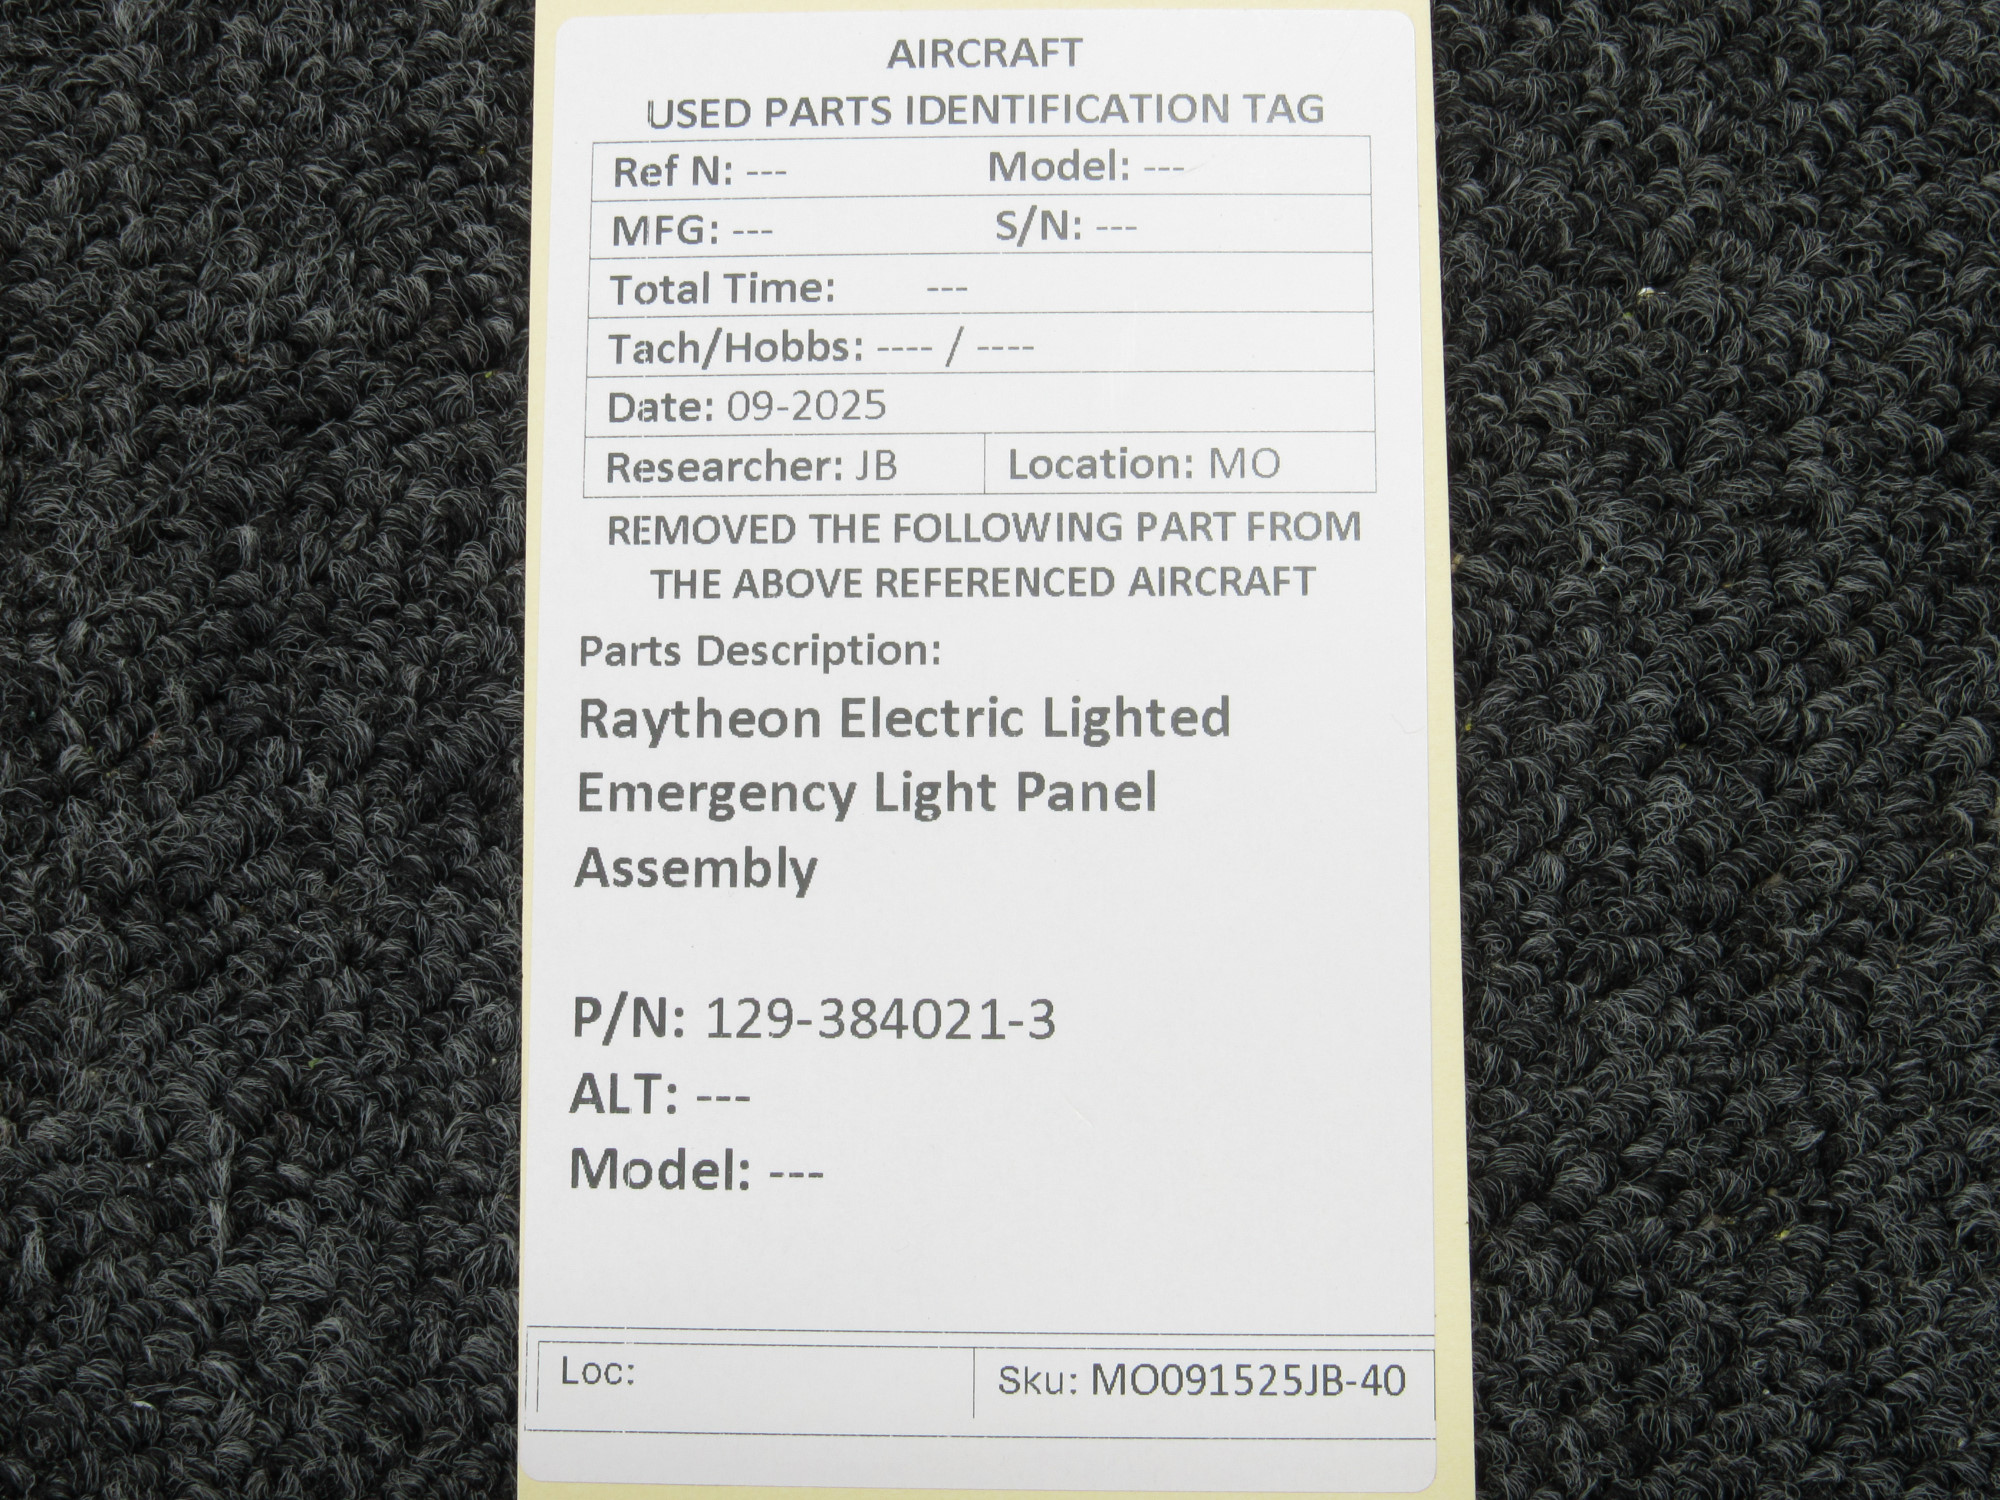 AIRCRAFT
USED PARTS IDENTIFICATION TAG
Ref N: --- Model: ---
MFG: --- S/N: ---
Total Time: ---
Tach/Hobbs: ---- / ----
Date: 09-2025
Researcher: JB Location: MO
REMOVED THE FOLLOWING PART FROM
THE ABOVE REFERENCED AIRCRAFT
Parts Description:
Raytheon Electric Lighted
Emergency Light Panel
Assembly
P/N: 129-384021-3
ALT: ---
Model: ---
Loc: Sku: MO091525JB-40